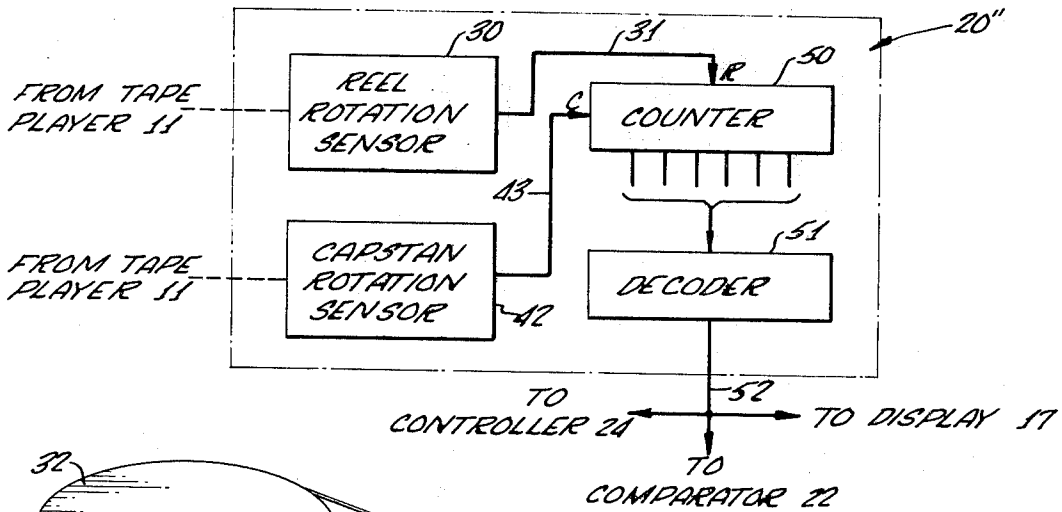 20"
30
31
50
REEL
ROTATION
SENSOR
R
C
COUNTER
FROM TAPE
PLAYER 11
43
51
CAPSTAN
ROTATION
SENSOR
DECODER
FROM TAPE
PLAYER 11
42
52
TO
CONTROLLER 24
TO DISPLAY 17
TO
COMPARATOR 22
32